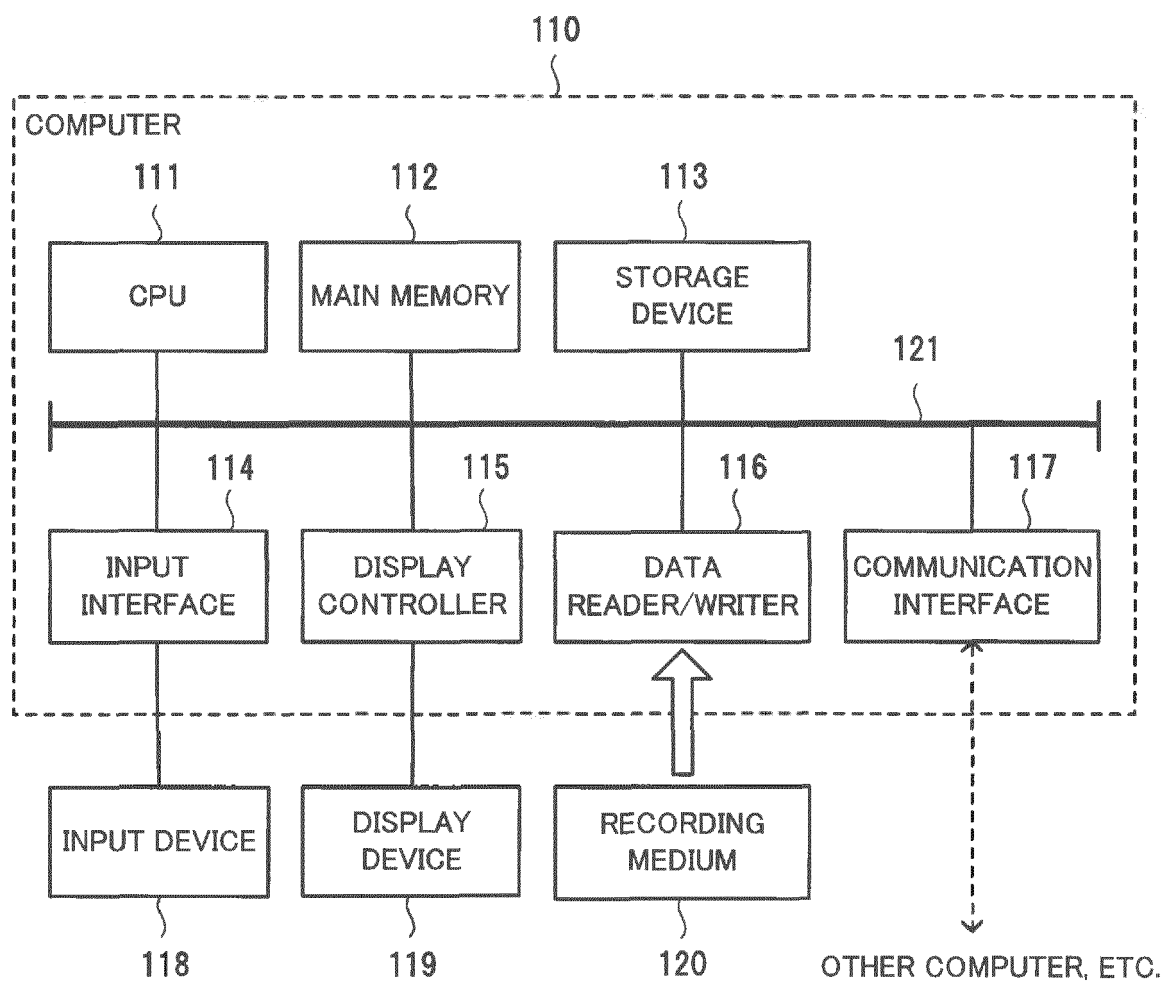 110
COMPUTER
111
112
113
CPU
MAIN MEMORY
STORAGE
DEVICE
121
114
115
116
117
INPUT
INTERFACE
DISPLAY
CONTROLLER
DATA
READER/WRITER
COMMUNICATION
INTERFACE
INPUT DEVICE
DISPLAY
DEVICE
RECORDING
MEDIUM
118
119
120
OTHER COMPUTER, ETC.